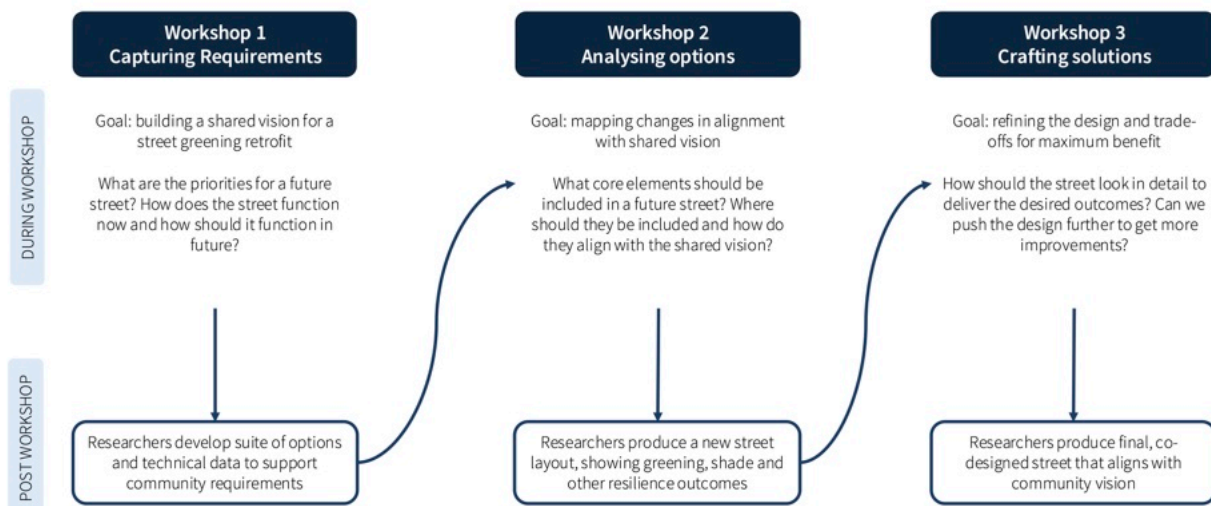 Workshop 1
Capturing Requirements
Workshop 2
Analysing options
Workshop 3
Crafting solutions
DURING WORKSHOP
Goal: building a shared vision for a
street greening retrofit
What are the priorities for a future
street? How does the street function
now and how should it function in
future?
Goal: mapping changes in alignment
with shared vision
What core elements should be
included in a future street? Where
should they be included and how do
they align with the shared vision?
Goal: refining the design and trade-
offs for maximum benefit
How should the street look in detail to
deliver the desired outcomes? Can we
push the design further to get more
improvements?
POST WORKSHOP
Researchers develop suite of options
and technical data to support
community requirements
Researchers produce a new street
layout, showing greening, shade and
other resilience outcomes
Researchers produce final, co-
designed street that aligns with
community vision